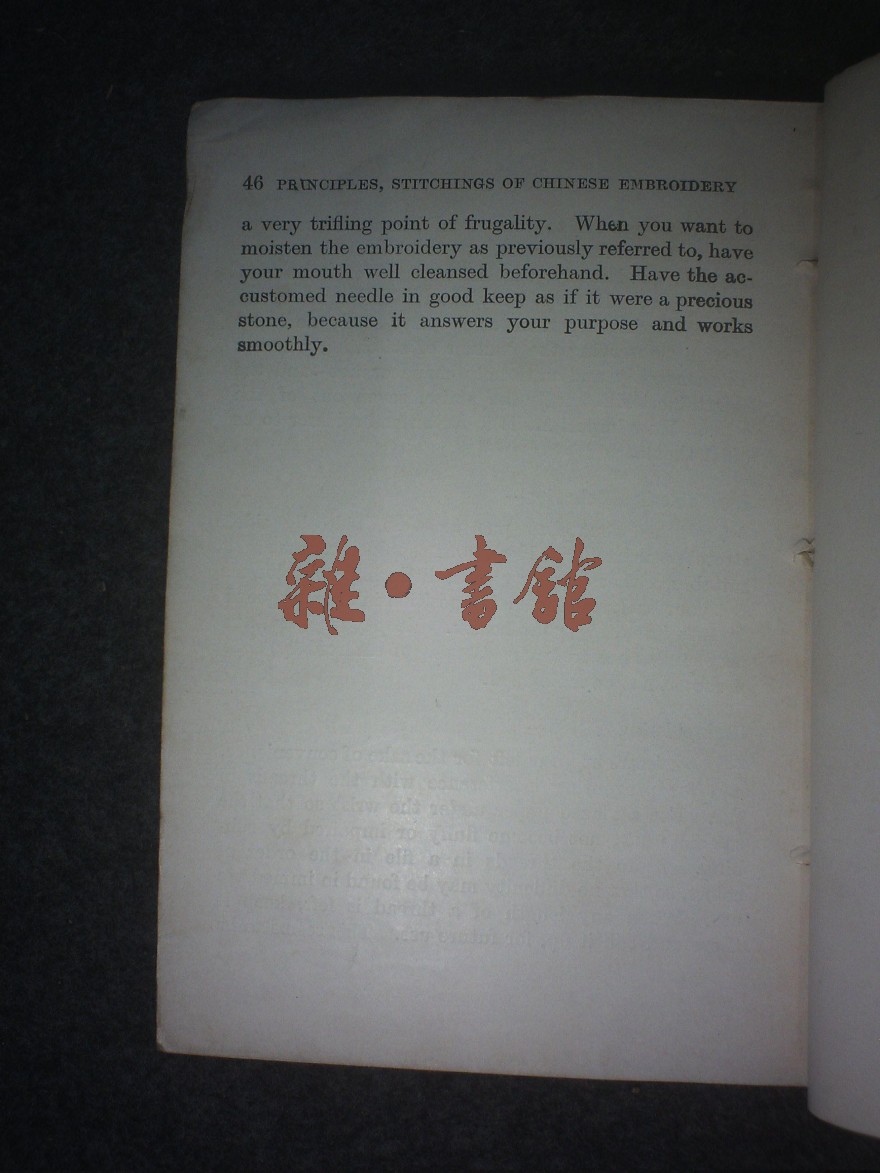 46 PRINCIPLES, STITCHINGS OF CHINESE EMBROIDERY
a very trifling point of frugality. When you want to
moisten the embroidery as previously referred to, have
your mouth well cleansed beforehand. Have the ac-
customed needle in good keep as if it were a precious
stone, because it answers your purpose and works
smoothly.
雜·書館